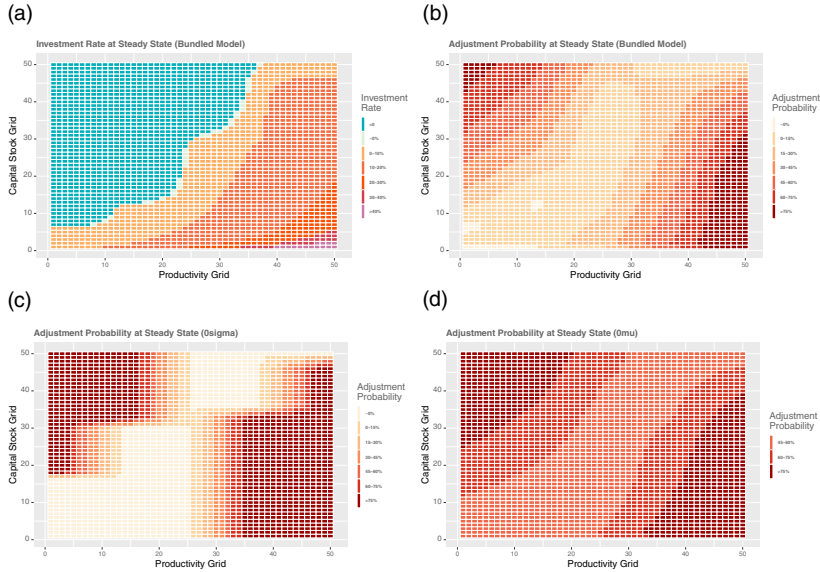 (a)
Investment Rate at Steady State (Bundled Model)
50
40
30
20
10
0
0 10 20 30 40 50
Capital Stock Grid
Productivity Grid
Investment
Rate
<0
~0%
0-10%
10-20%
20-30%
30-40%
>40%
(b)
Adjustment Probability at Steady State (Bundled Model)
50
40
30
20
10
0
0 10 20 30 40 50
Capital Stock Grid
Productivity Grid
Adjustment
Probability
~0%
0-15%
15-30%
30-45%
45-60%
60-75%
>75%
(c)
Adjustment Probability at Steady State (0sigma)
50
40
30
20
10
0
0 10 20 30 40 50
Capital Stock Grid
Productivity Grid
Adjustment
Probability
~0%
0-15%
15-30%
30-45%
45-60%
60-75%
>75%
(d)
Adjustment Probability at Steady State (0mu)
50
40
30
20
10
0
0 10 20 30 40 50
Capital Stock Grid
Productivity Grid
Adjustment
Probability
45-60%
60-75%
>75%